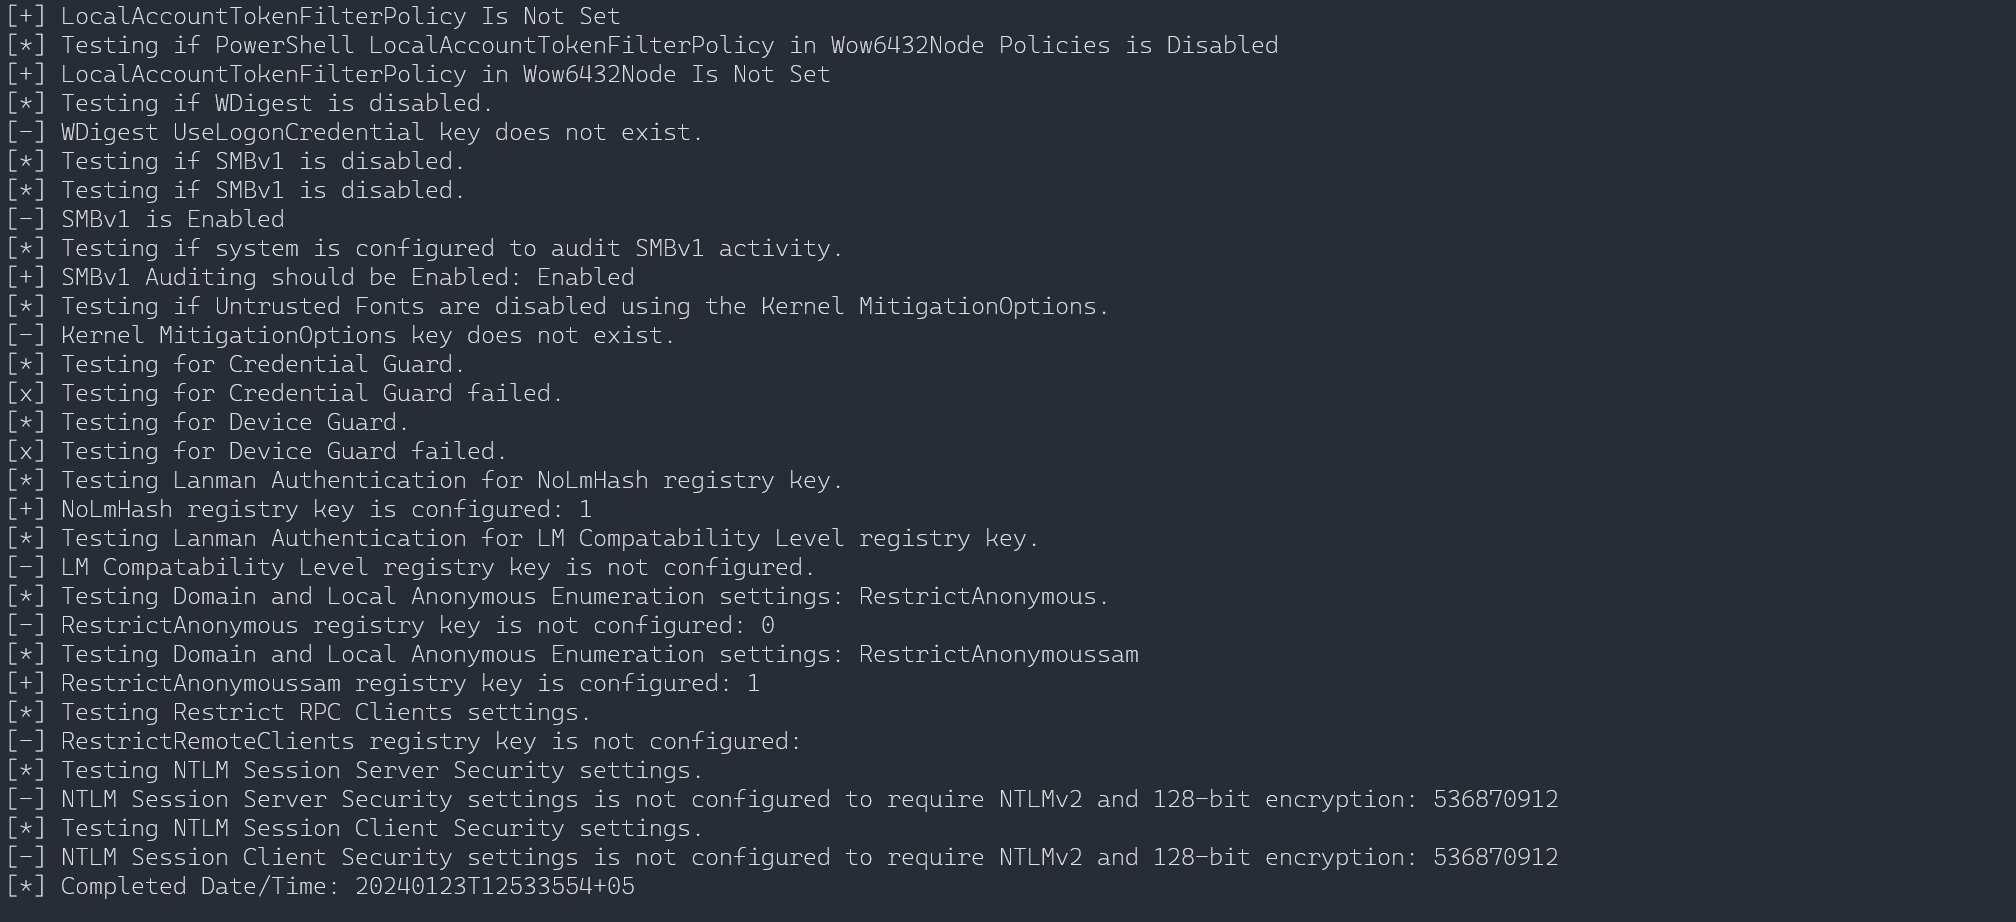 [+] LocalAccountTokenFilterPolicy Is Not Set
[*] Testing if PowerShell LocalAccountTokenFilterPolicy in Wow6432Node Policies is Disabled
[+] LocalAccountTokenFilterPolicy in Wow6432Node Is Not Set
[*] Testing if WDigest is disabled.
[-] WDigest UseLogonCredential key does not exist.
[*] Testing if SMBv1 is disabled.
[*] Testing if SMBv1 is disabled.
[-] SMBv1 is Enabled
[*] Testing if system is configured to audit SMBv1 activity.
[+] SMBv1 Auditing should be Enabled: Enabled
[*] Testing if Untrusted Fonts are disabled using the Kernel MitigationOptions.
[-] Kernel MitigationOptions key does not exist.
[*] Testing for Credential Guard.
[x] Testing for Credential Guard failed.
[*] Testing for Device Guard.
[x] Testing for Device Guard failed.
[*] Testing Lanman Authentication for NoLmHash registry key.
[+] NoLmHash registry key is configured: 1
[*] Testing Lanman Authentication for LM Compatability Level registry key.
[-] LM Compatability Level registry key is not configured.
[*] Testing Domain and Local Anonymous Enumeration settings: RestrictAnonymous.
[-] RestrictAnonymous registry key is not configured: 0
[*] Testing Domain and Local Anonymous Enumeration settings: RestrictAnonymoussam
[+] RestrictAnonymoussam registry key is configured: 1
[*] Testing Restrict RPC Clients settings.
[-] RestrictRemoteClients registry key is not configured:
[*] Testing NTLM Session Server Security settings.
[-] NTLM Session Server Security settings is not configured to require NTLMv2 and 128-bit encryption: 536870912
[*] Testing NTLM Session Client Security settings.
[-] NTLM Session Client Security settings is not configured to require NTLMv2 and 128-bit encryption: 536870912
[*] Completed Date/Time: 20240123T12533554+05